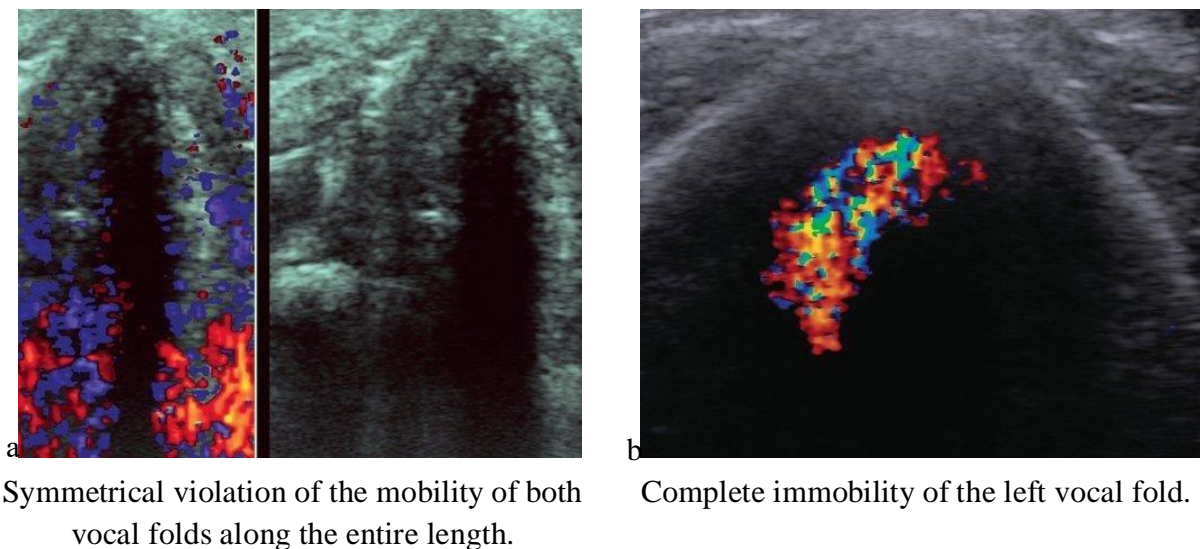 a
b
Symmetrical violation of the mobility of both
vocal folds along the entire length.
Complete immobility of the left vocal fold.